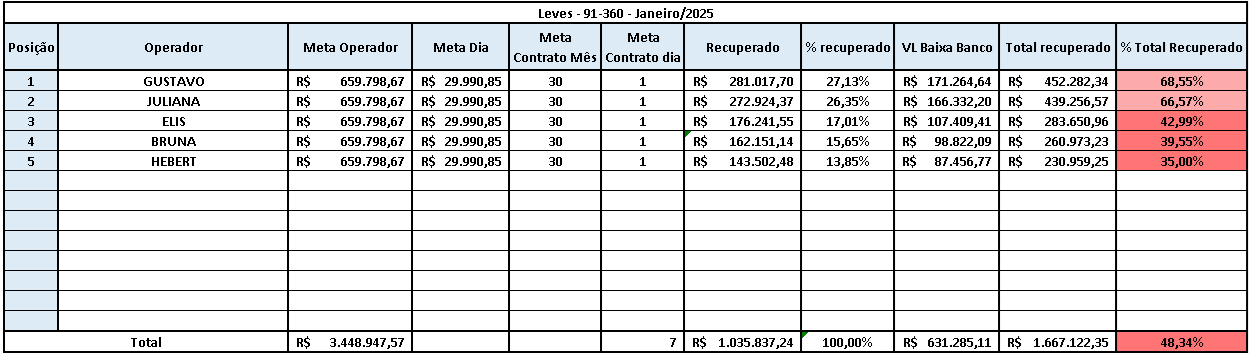 Leves - 91-360 - Janeiro/2025
Posição Operador Meta Operador Meta Dia Meta Contrato Mês Meta Contrato dia Recuperado % recuperado VL Baixa Banco Total recuperado % Total Recuperado
1 GUSTAVO R$ 659.798,67 R$ 29.990,85 30 1 R$ 281.017,70 27,13% R$ 171.264,64 R$ 452.282,34 68,55%
2 JULIANA R$ 659.798,67 R$ 29.990,85 30 1 R$ 272.924,37 26,35% R$ 166.332,20 R$ 439.256,57 66,57%
3 ELIS R$ 659.798,67 R$ 29.990,85 30 1 R$ 176.241,55 17,01% R$ 107.409,41 R$ 283.650,96 42,99%
4 BRUNA R$ 659.798,67 R$ 29.990,85 30 1 R$ 162.151,14 15,65% R$ 98.822,09 R$ 260.973,23 39,55%
5 HEBERT R$ 659.798,67 R$ 29.990,85 30 1 R$ 143.502,48 13,85% R$ 87.456,77 R$ 230.959,25 35,00%
Total R$ 3.448.947,57 7 R$ 1.035.837,24 100,00% R$ 631.285,11 R$ 1.667.122,35 48,34%